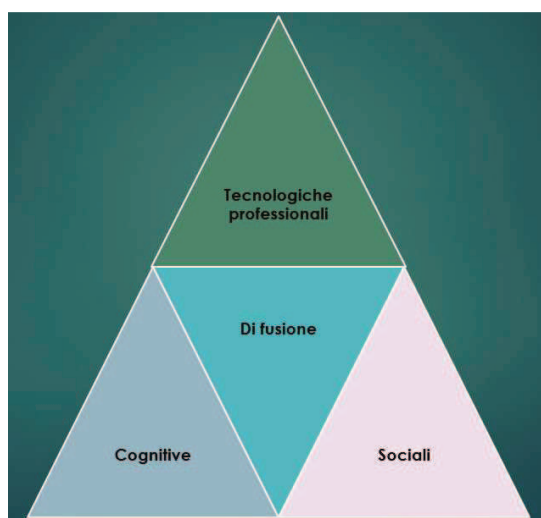 Tecnologiche
professionali
Di fusione
Cognitive
Sociali